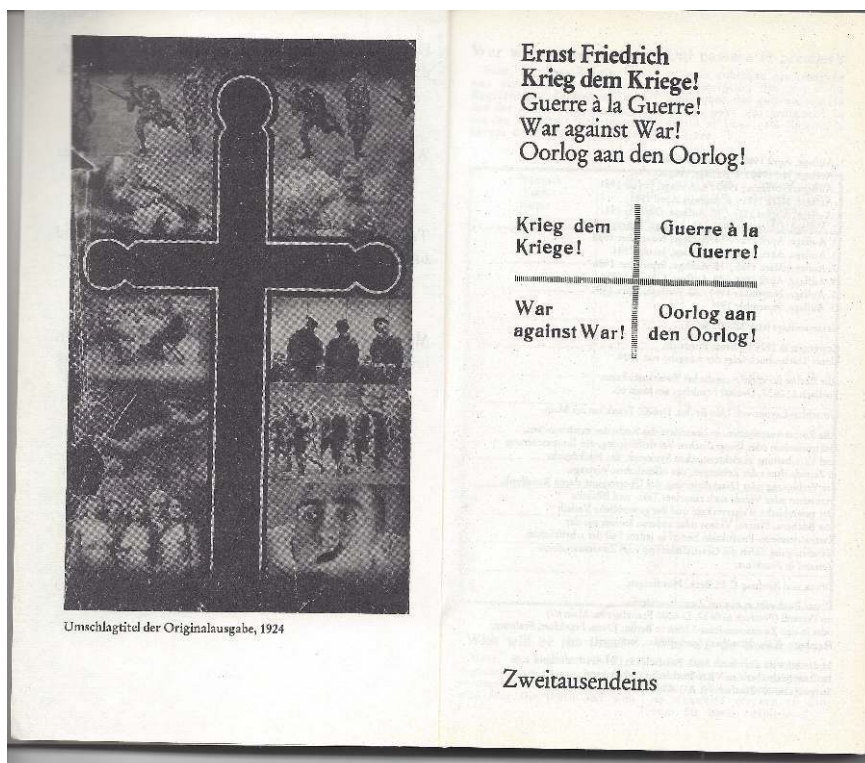 Umschlagtitel der Originalausgabe, 1924
Ernst Friedrich
Krieg dem Kriege!
Guerre à la Guerre!
War against War!
Oorlog aan den Oorlog!
Krieg dem
Kriege!
Guerre à la
Guerre!
War
against War!
Oorlog aan
den Oorlog!
Zweitausendeins